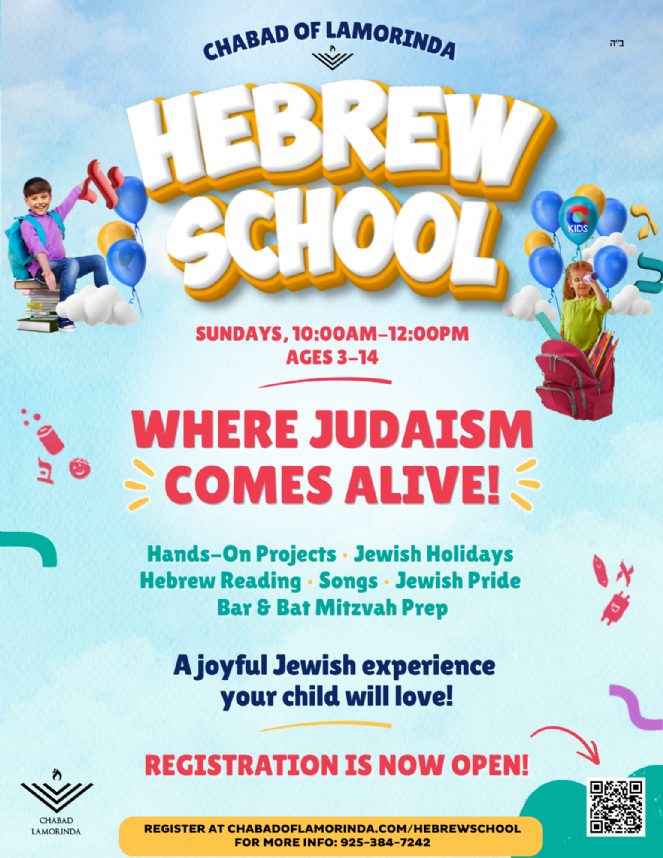 CHABAD OF LAMORINDA
ב"ה
HEBREW
SCHOOL
C
KIDS
SUNDAYS, 10:00AM-12:00PM
AGES 3-14
WHERE JUDAISM
COMES ALIVE!
Hands-On Projects • Jewish Holidays
Hebrew Reading • Songs • Jewish Pride
Bar & Bat Mitzvah Prep
A joyful Jewish experience
your child will love!
REGISTRATION IS NOW OPEN!
CHABAD
LAMORINDA
REGISTER AT CHABADOFLAMORINDA.COM/HEBREWSCHOOL
FOR MORE INFO: 925-384-7242